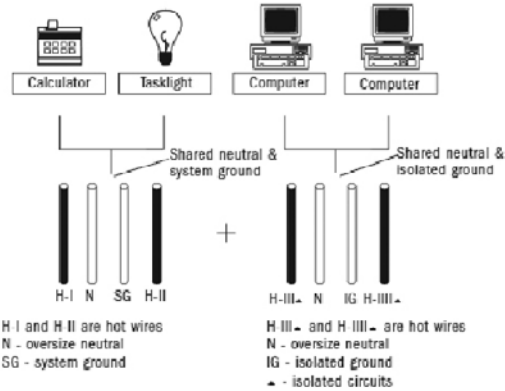 Calculator
Tasklight
Computer
Computer
Shared neutral &
system ground
Shared neutral &
isolated ground
H-I N SG H-II
H-III▲ N IG H-IIII▲
H-I and H-II are hot wires
N - oversize neutral
SG - system ground
H-III▲ and H-IIII▲ are hot wires
N - oversize neutral
IG - isolated ground
▲ - isolated circuits